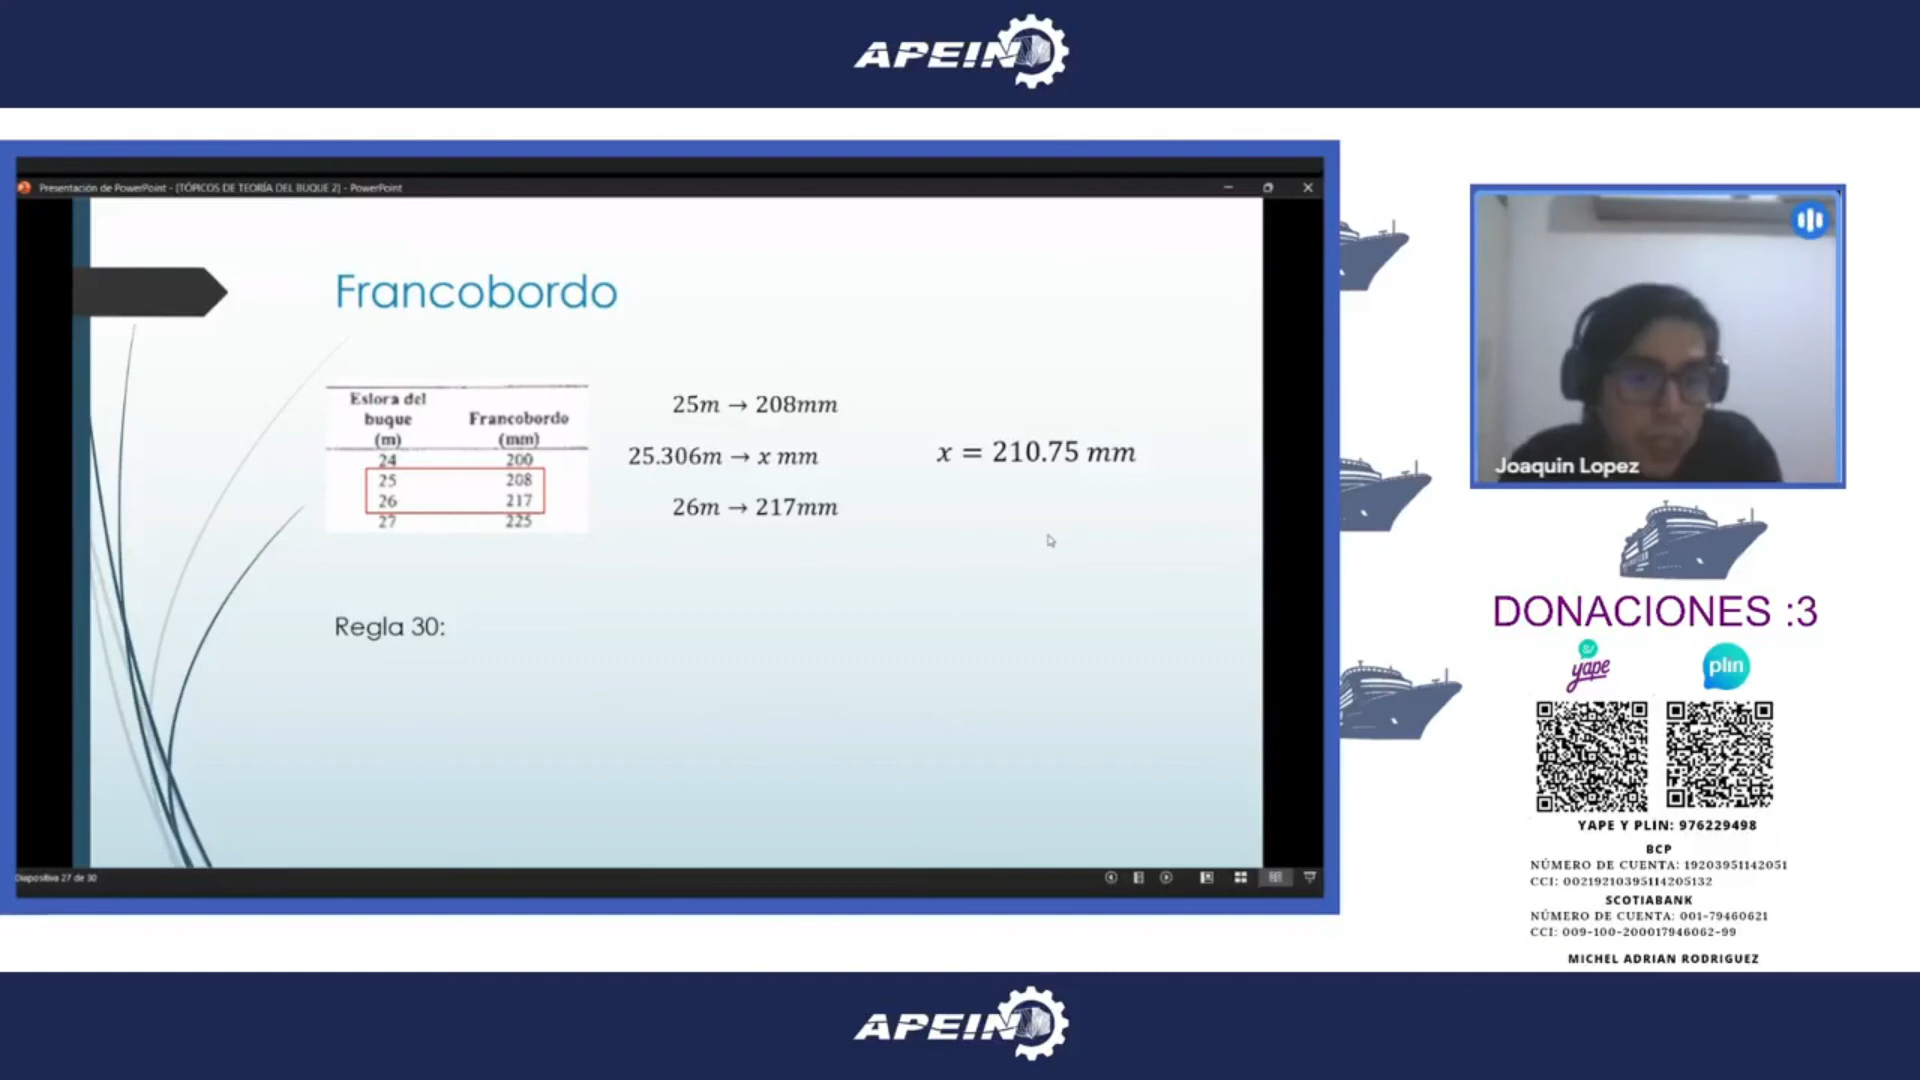 APEIN
Presentación de PowerPoint - [TÓPICOS DE TEORÍA DEL BUQUE 2] - PowerPoint
Francobordo
Eslora del
buque
(m)
Francobordo
(mm)
24 200
25 208
26 217
27 225
25m → 208mm
25.306m → x mm
26m → 217mm
x = 210.75 mm
Regla 30:
Diapositiva 27 de 30
Joaquin Lopez
DONACIONES :3
S/
yape
plin
YAPE Y PLIN: 976229498
BCP
NÚMERO DE CUENTA: 19203951142051
CCI: 00219210395114205132
SCOTIABANK
NÚMERO DE CUENTA: 001-79460621
CCI: 009-100-200017946062-99
MICHEL ADRIAN RODRIGUEZ
APEIN